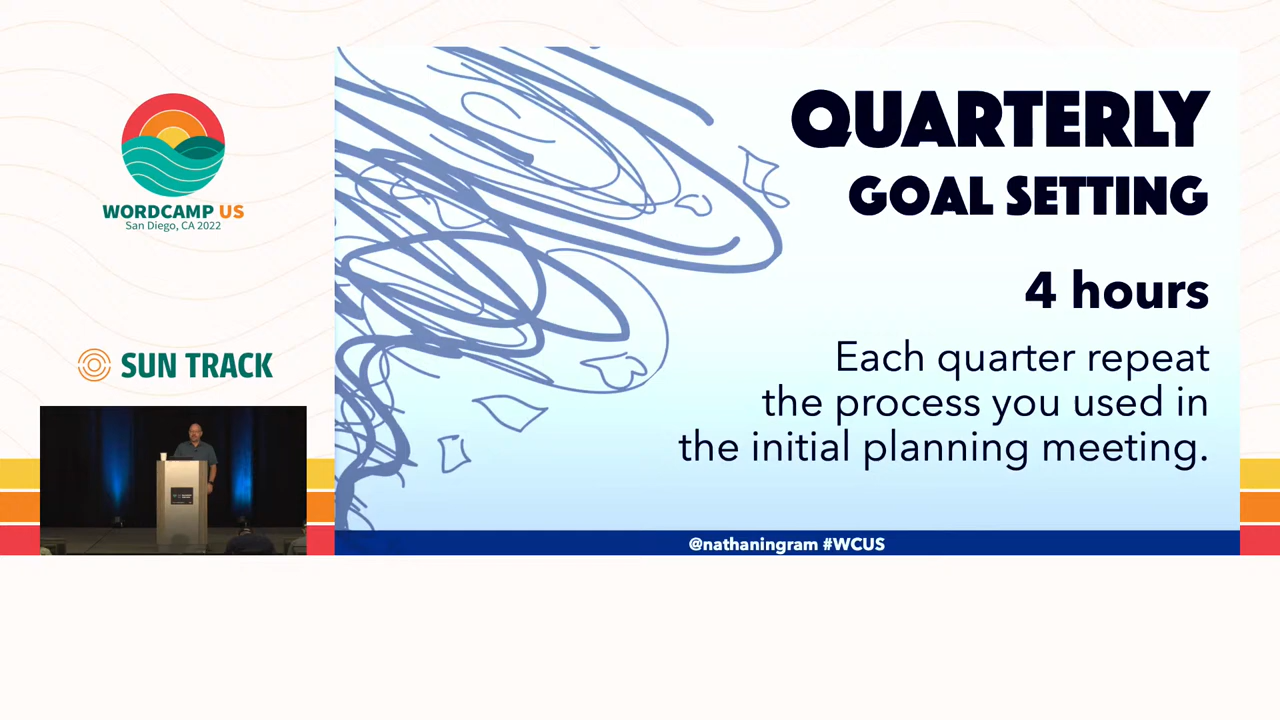 WORDCAMP US
San Diego, CA 2022
SUN TRACK
QUARTERLY
GOAL SETTING
4 hours
Each quarter repeat
the process you used in
the initial planning meeting.
@nathaningram #WCUS